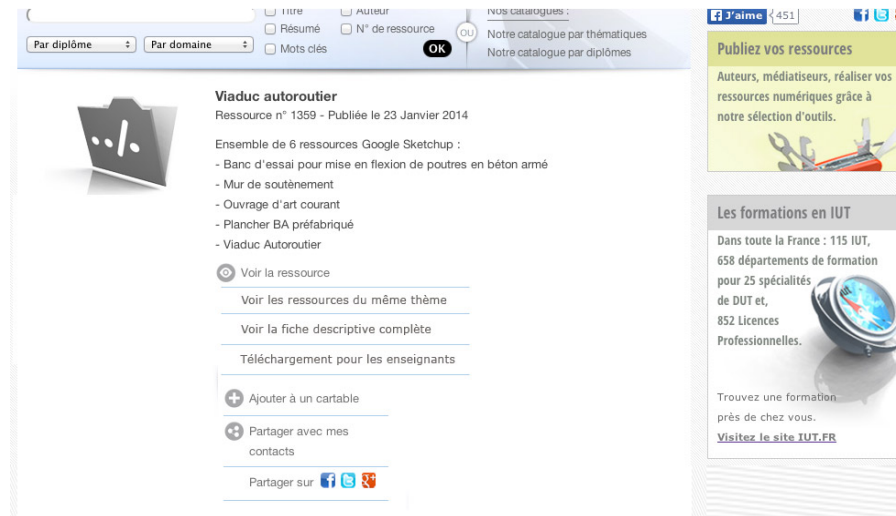 Titre
Auteur
Nos catalogues :
Résumé
N° de ressource
OU
Notre catalogue par thématiques
Par diplôme
Par domaine
Mots clés
OK
Notre catalogue par diplômes
Viaduc autoroutier
Ressource n° 1359 - Publiée le 23 Janvier 2014
Ensemble de 6 ressources Google Sketchup :
- Banc d'essai pour mise en flexion de poutres en béton armé
- Mur de soutènement
- Ouvrage d'art courant
- Plancher BA préfabriqué
- Viaduc Autoroutier
Voir la ressource
Voir les ressources du même thème
Voir la fiche descriptive complète
Téléchargement pour les enseignants
Ajouter à un cartable
Partager avec mes
contacts
Partager sur
J'aime 451
Publiez vos ressources
Auteurs, médiatiseurs, réaliser vos
ressources numériques grâce à
notre sélection d'outils.
Les formations en IUT
Dans toute la France : 115 IUT,
658 départements de formation
pour 25 spécialités
de DUT et,
852 Licences
Professionnelles.
IUT
Trouvez une formation
près de chez vous.
Visitez le site IUT.FR